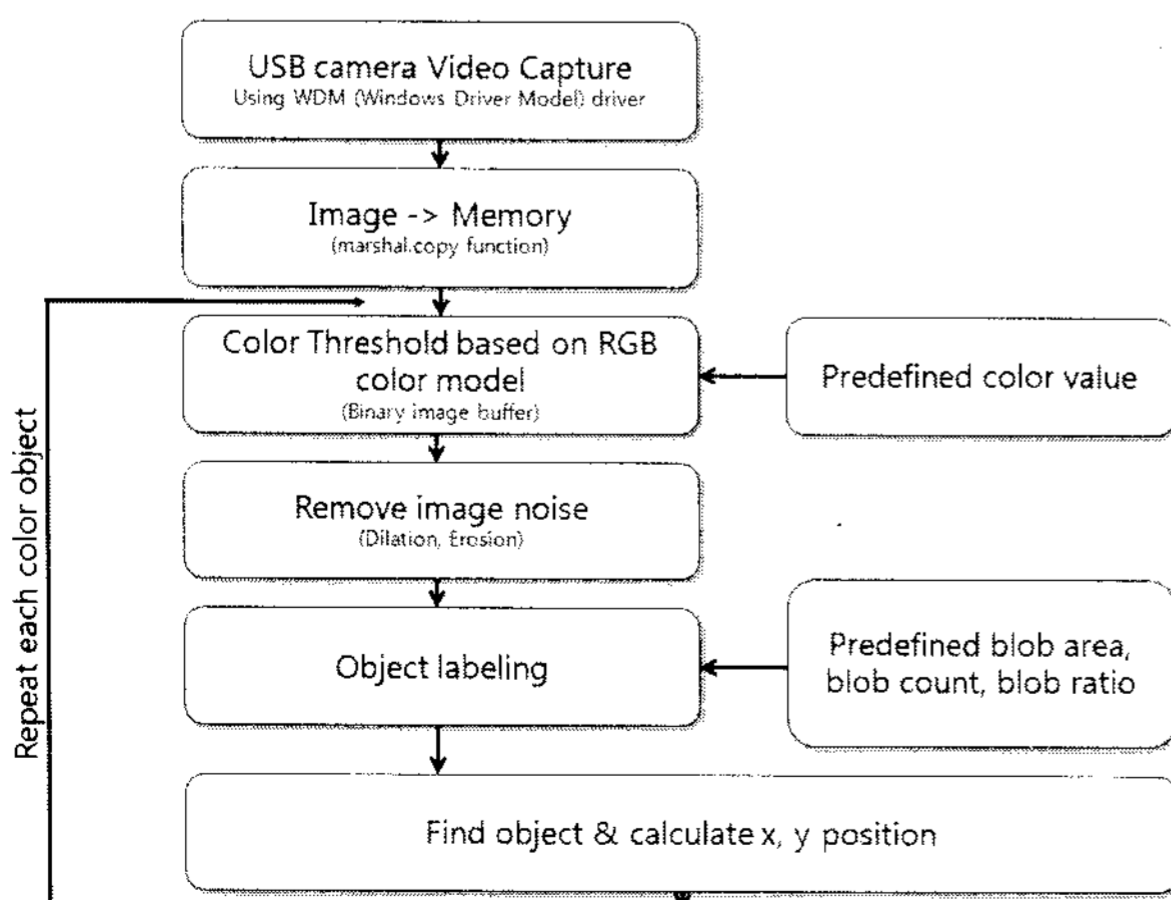 USB camera Video Capture
Using WDM (Windows Driver Model) driver
Image -> Memory
(marshal.copy function)
Color Threshold based on RGB
color model
(Binary image buffer)
Predefined color value
Remove image noise
(Dilation, Erosion)
Object labeling
Predefined blob area,
blob count, blob ratio
Find object & calculate x, y position
Repeat each color object